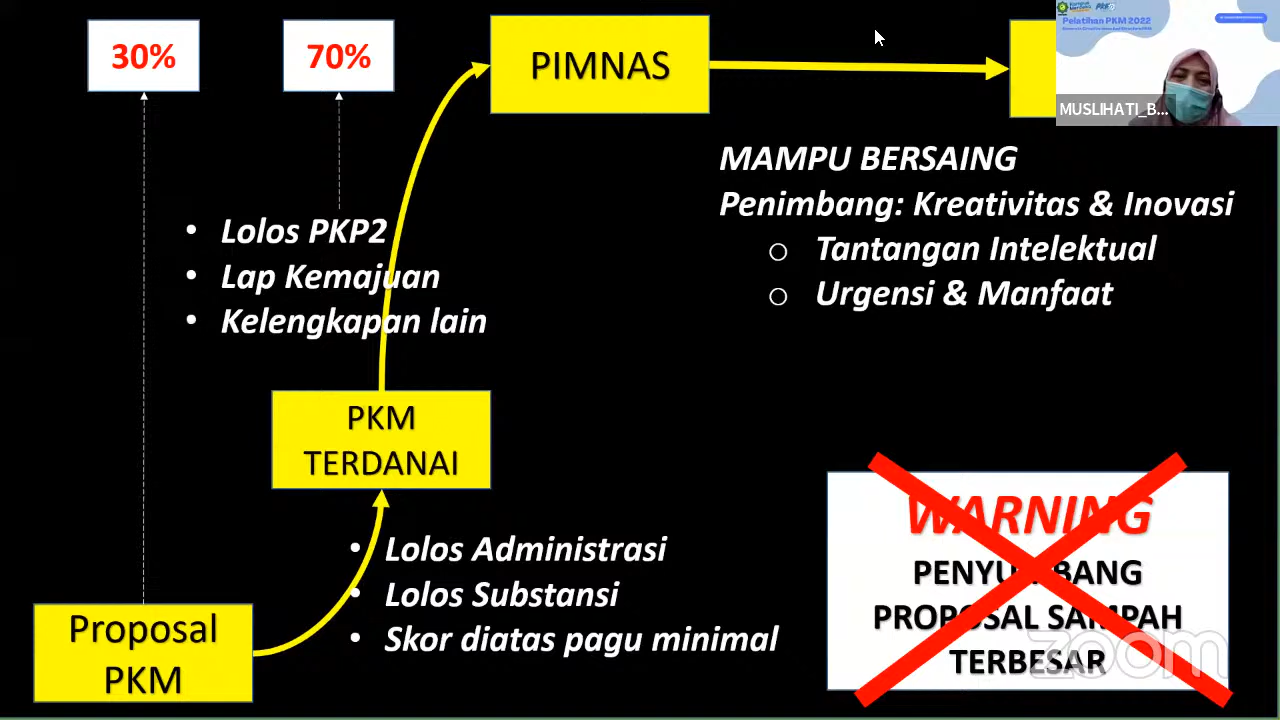 30%
70%
PIMNAS
Pelatihan PKM 2022
MUSLIHATI_B...
MAMPU BERSAING
Penimbang: Kreativitas & Inovasi
o Tantangan Intelektual
o Urgensi & Manfaat
• Lolos PKP2
• Lap Kemajuan
• Kelengkapan lain
PKM
TERDANAI
• Lolos Administrasi
• Lolos Substansi
• Skor diatas pagu minimal
Proposal
PKM
WARNING
PENYUMBANG
PROPOSAL SAMPAH
TERBESAR
zoom